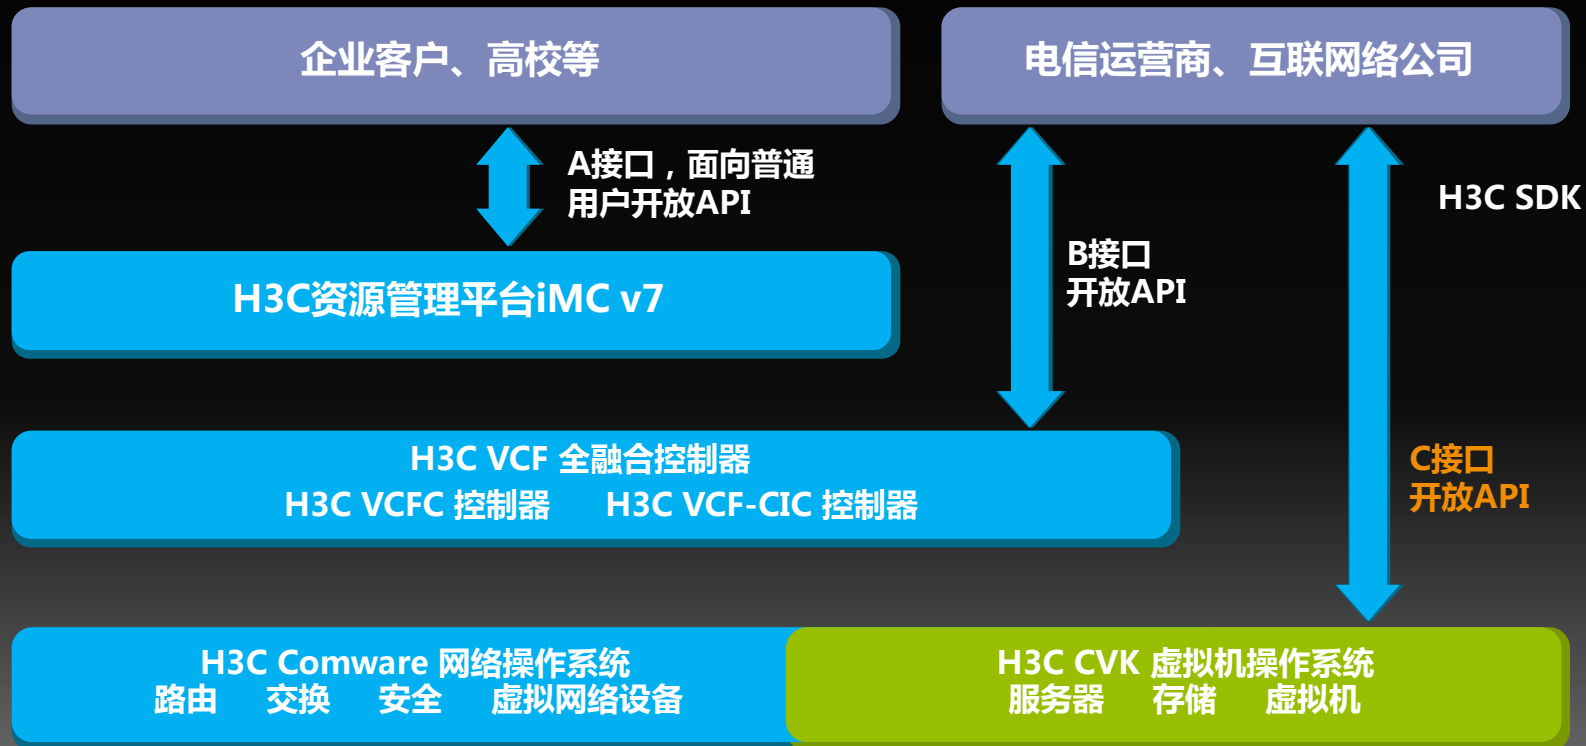 企业客户、高校等
电信运营商、互联网络公司
A接口，面向普通
用户开放API
H3C SDK
B接口
开放API
H3C资源管理平台iMC v7
H3C VCF 全融合控制器
H3C VCFC 控制器 H3C VCF-CIC 控制器
C接口
开放API
H3C Comware 网络操作系统
路由 交换 安全 虚拟网络设备
H3C CVK 虚拟机操作系统
服务器 存储 虚拟机